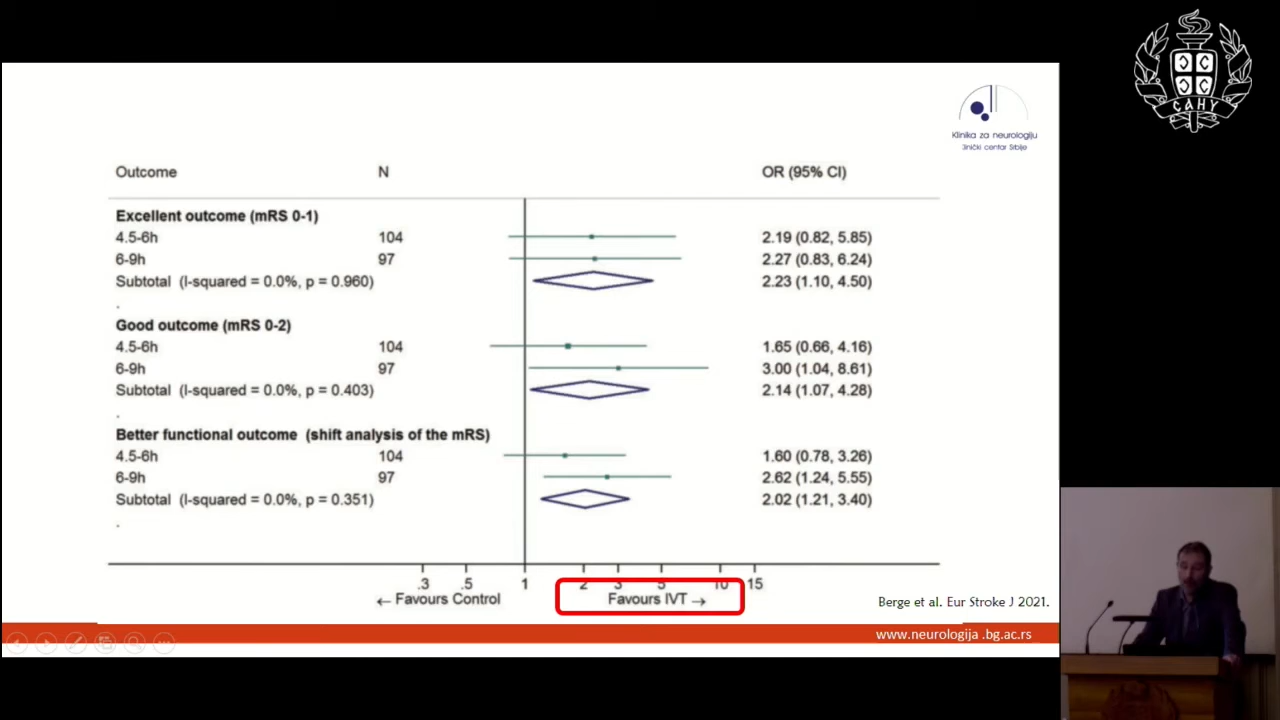 САНУ
Klinika za neurologiju
linički centar Srbije
Outcome N OR (95% CI)
Excellent outcome (mRS 0-1)
4.5-6h 104 2.19 (0.82, 5.85)
6-9h 97 2.27 (0.83, 6.24)
Subtotal (I-squared = 0.0%, p = 0.960) 2.23 (1.10, 4.50)
.
Good outcome (mRS 0-2)
4.5-6h 104 1.65 (0.66, 4.16)
6-9h 97 3.00 (1.04, 8.61)
Subtotal (I-squared = 0.0%, p = 0.403) 2.14 (1.07, 4.28)
.
Better functional outcome (shift analysis of the mRS)
4.5-6h 104 1.60 (0.78, 3.26)
6-9h 97 2.62 (1.24, 5.55)
Subtotal (I-squared = 0.0%, p = 0.351) 2.02 (1.21, 3.40)
.
.3 .5 1 2 3 5 10 15
← Favours Control Favours IVT →
Berge et al. Eur Stroke J 2021.
www.neurologija .bg.ac.rs